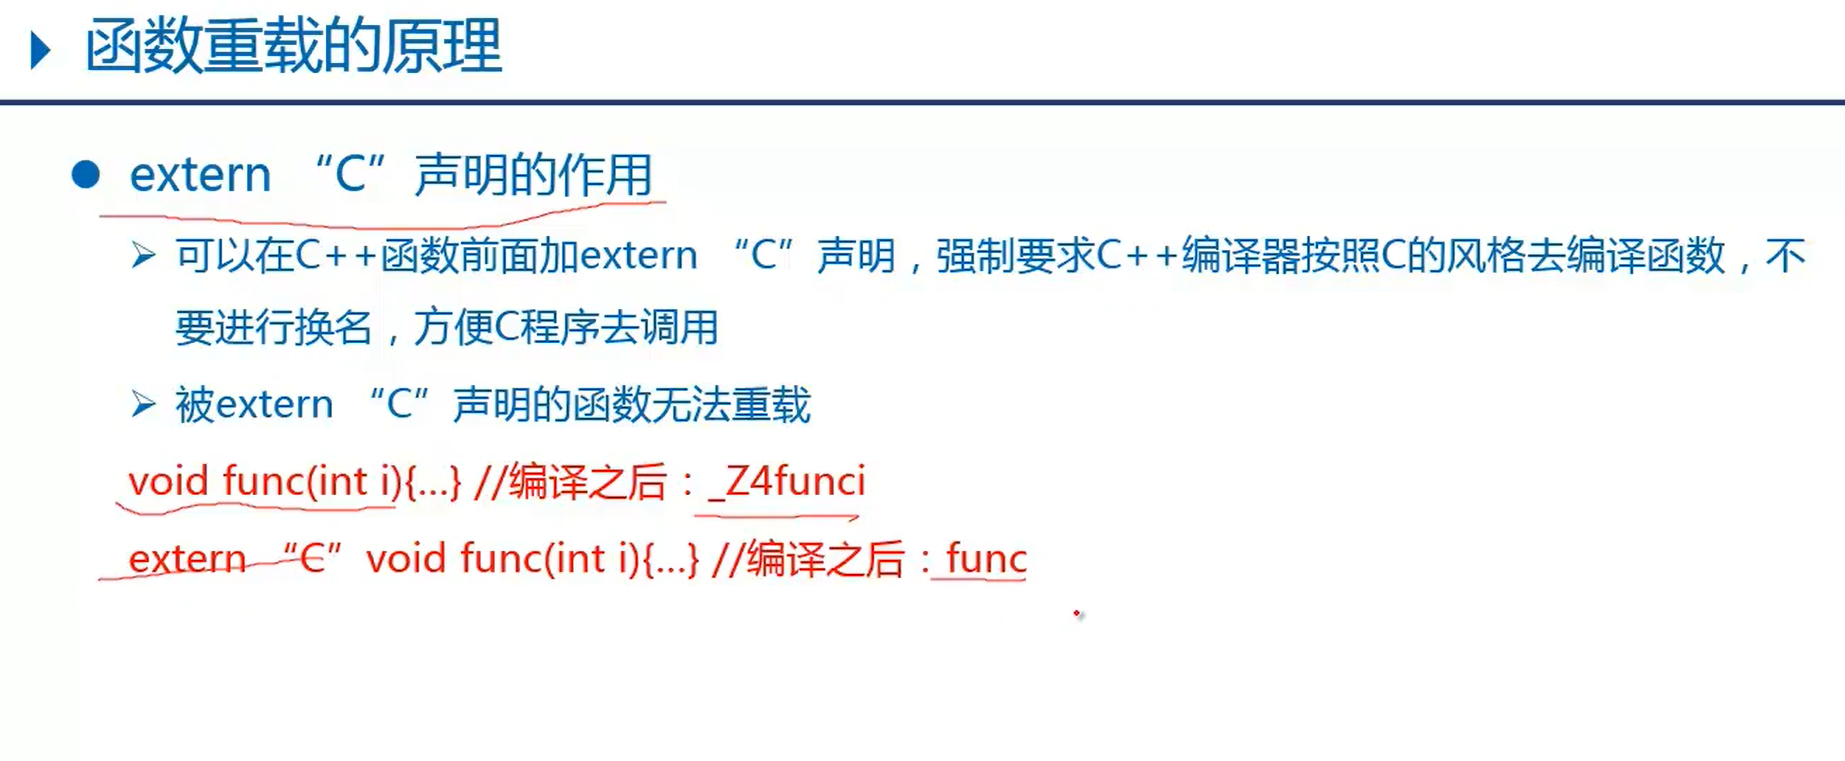 函数重载的原理
extern “C”声明的作用
可以在C++函数前面加extern “C”声明，强制要求C++编译器按照C的风格去编译函数，不
要进行换名，方便C程序去调用
被extern “C”声明的函数无法重载
void func(int i){...} //编译之后：_Z4funci
extern “C”void func(int i){...} //编译之后：func